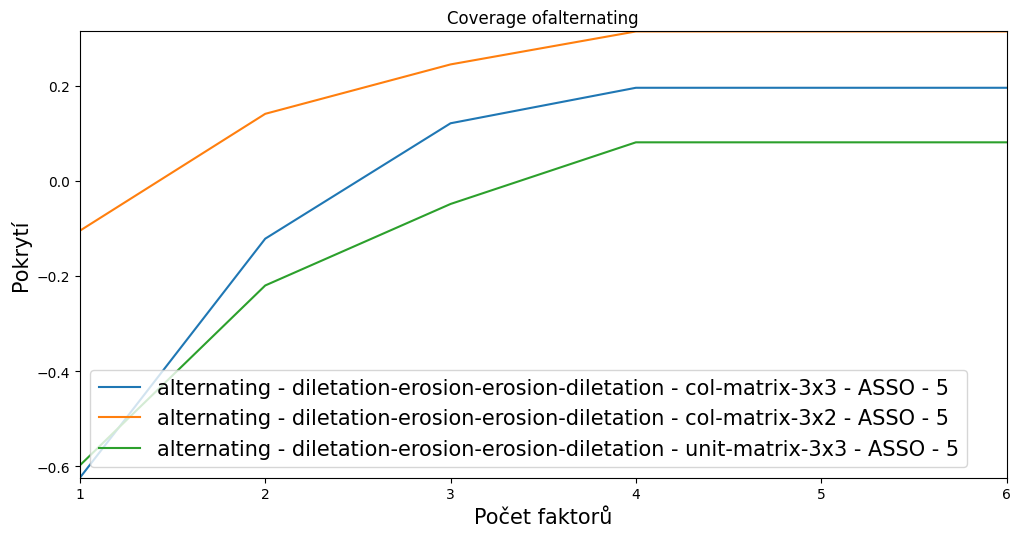 Coverage ofalternating
Pokrytí
0.2
0.0
−0.2
−0.4
−0.6
alternating - diletation-erosion-erosion-diletation - col-matrix-3x3 - ASSO - 5
alternating - diletation-erosion-erosion-diletation - col-matrix-3x2 - ASSO - 5
alternating - diletation-erosion-erosion-diletation - unit-matrix-3x3 - ASSO - 5
1 2 3 4 5 6
Počet faktorů